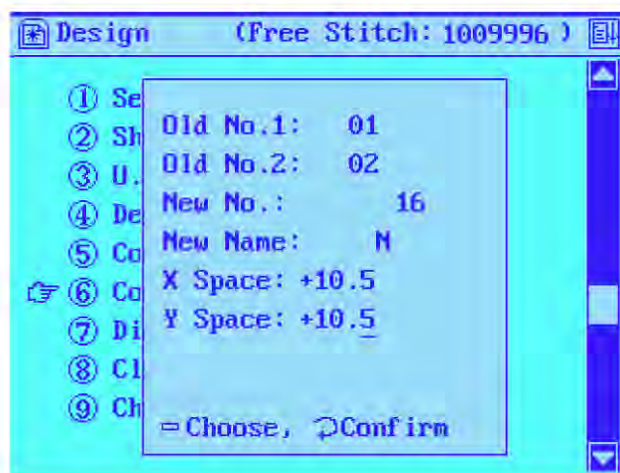 Design (Free Stitch: 1009996 )
① Se
② Sh
③ U.
④ De
⑤ Co
⑥ Co
⑦ Di
⑧ Cl
⑨ Ch
Old No.1: 01
Old No.2: 02
New No.: 16
New Name: N
X Space: +10.5
Y Space: +10.5
Choose, Confirm